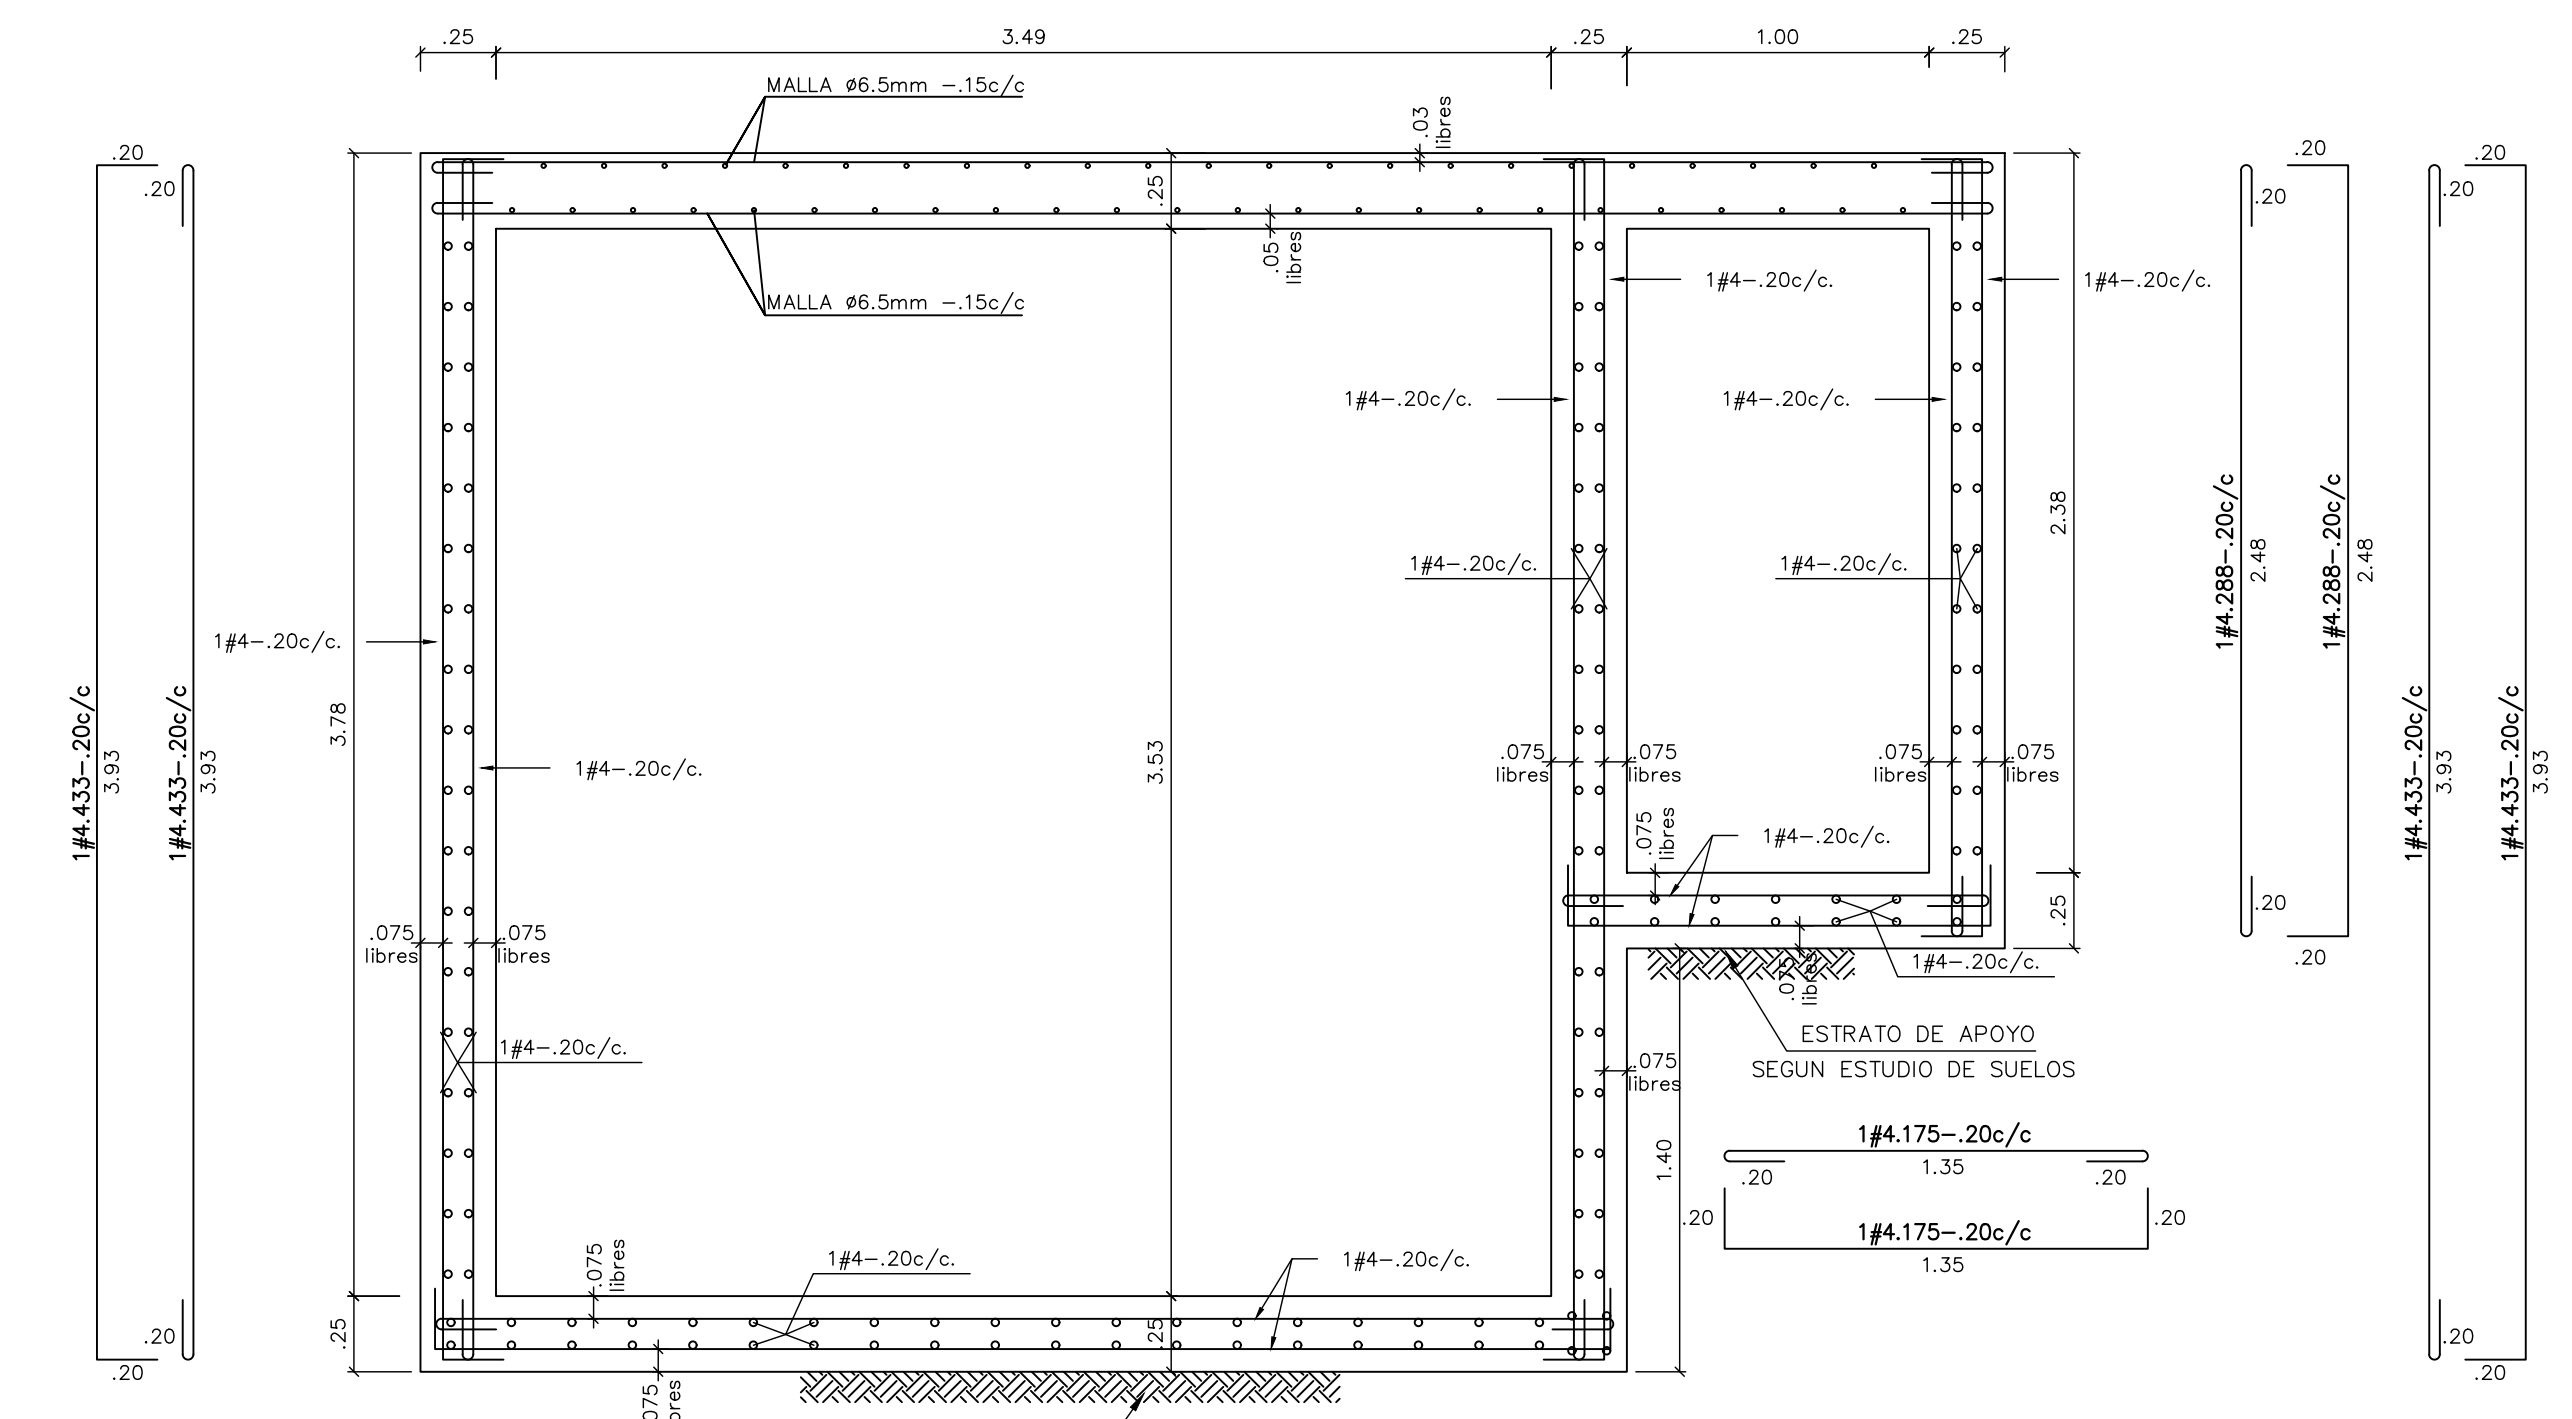 .25
3.49
.25
1.00
.25
MALLA ø6.5mm -.15c/c
.03
libres
.20
.20
.25
.20
.20
.20
.20
.05
libres
1#4-.20c/c.
1#4-.20c/c.
MALLA ø6.5mm -.15c/c
1#4-.20c/c.
1#4-.20c/c.
2.38
1#4.288-.20c/c
2.48
1#4.288-.20c/c
2.48
1#4-.20c/c.
1#4-.20c/c.
1#4-.20c/c.
3.78
1#4.433-.20c/c
3.93
1#4.433-.20c/c
3.93
1#4-.20c/c.
3.53
.075
libres
.075
libres
.075
libres
.075
libres
1#4.433-.20c/c
3.93
1#4.433-.20c/c
3.93
.075
libres
1#4-.20c/c.
.075
libres
.075
libres
.25
.20
.20
.075
libres
1#4-.20c/c.
1#4-.20c/c.
ESTRATO DE APOYO
SEGUN ESTUDIO DE SUELOS
.075
libres
1.40
1#4.175-.20c/c
1.35
.20
.20
.20
.20
1#4.175-.20c/c
1.35
.075
libres
1#4-.20c/c.
1#4-.20c/c.
.25
.25
.20
.20
.20
.20
075